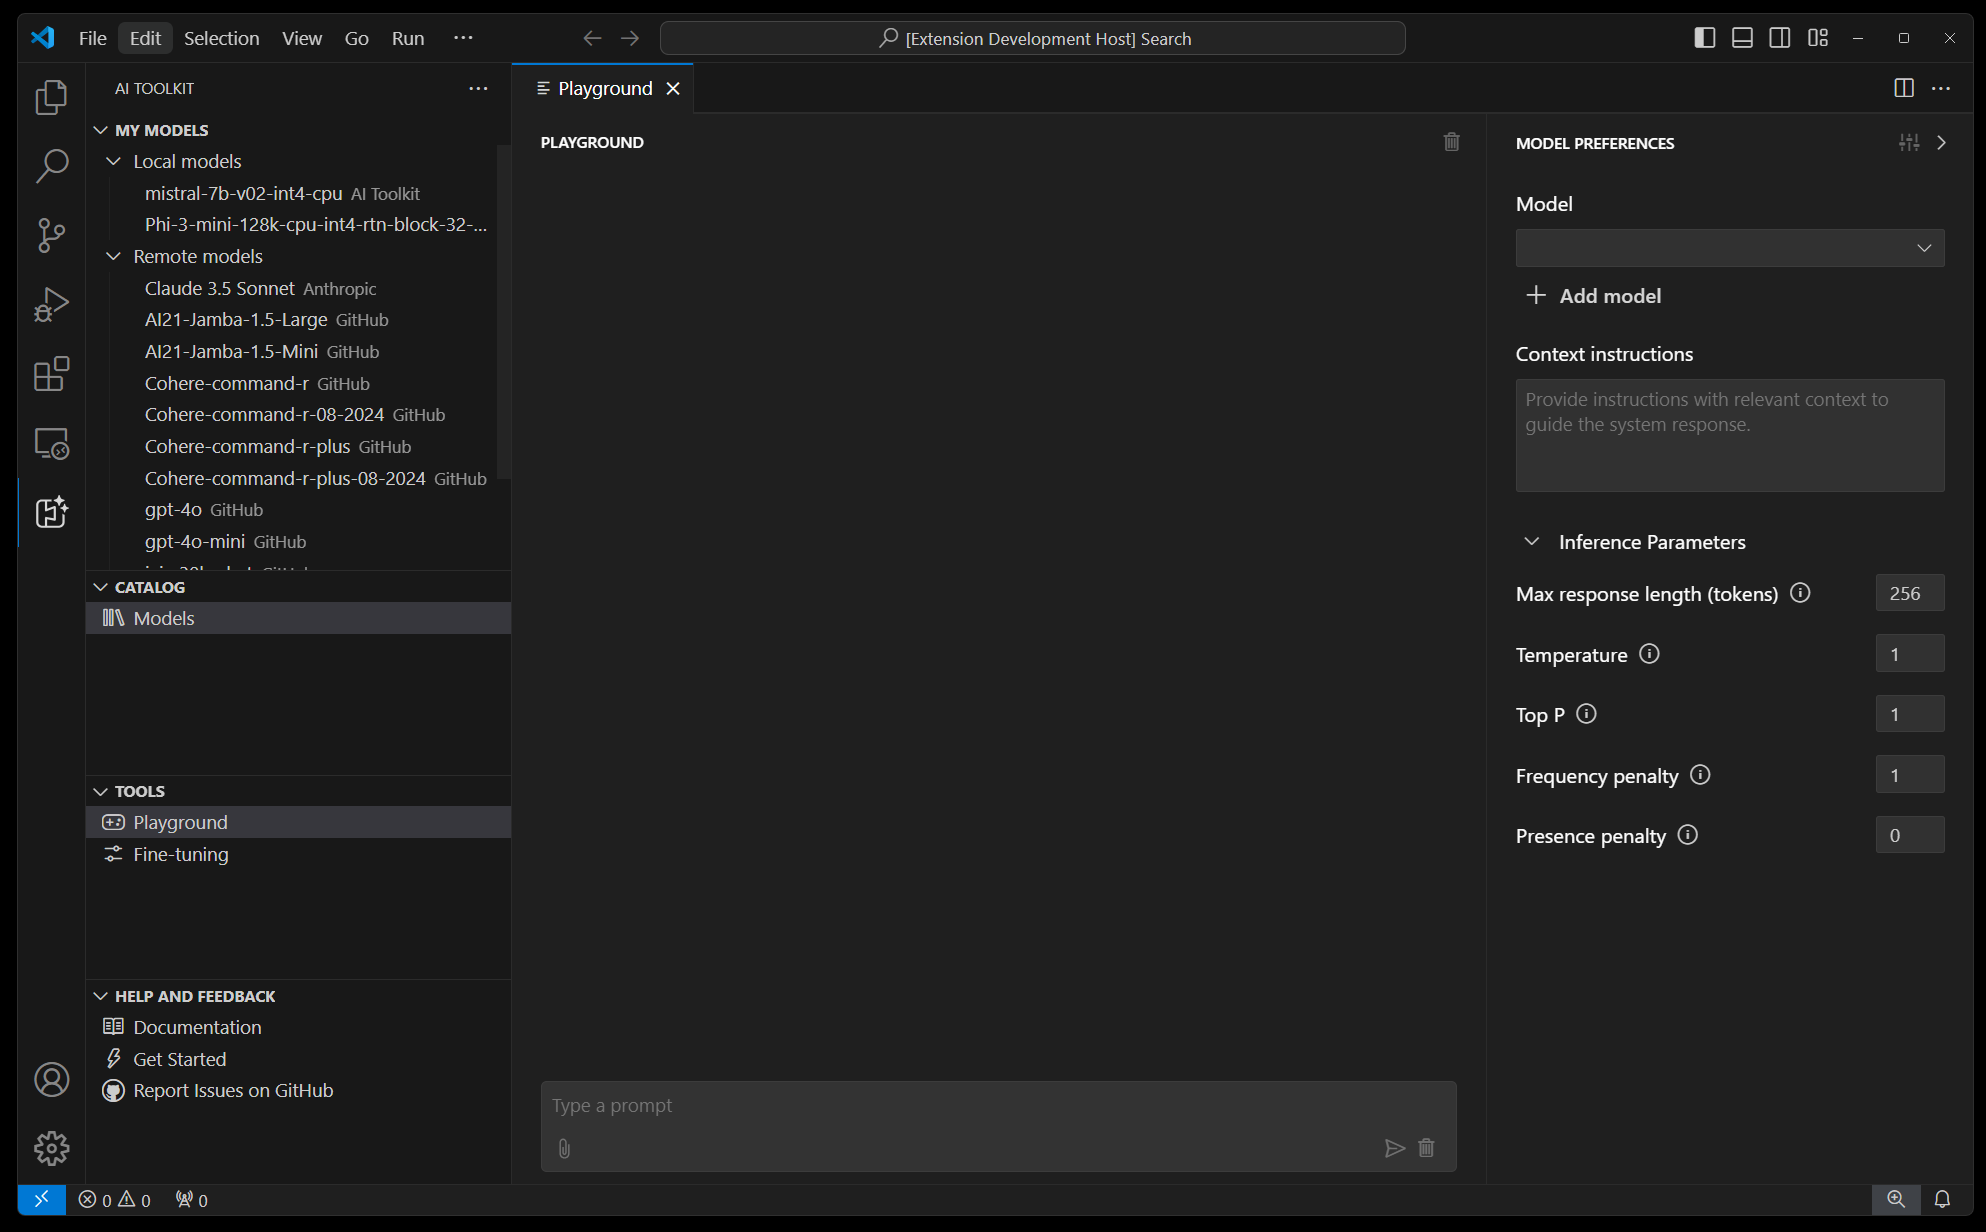 File Edit Selection View Go Run ···
[Extension Development Host] Search
AI TOOLKIT
MY MODELS
Local models
mistral-7b-v02-int4-cpu AI Toolkit
Phi-3-mini-128k-cpu-int4-rtn-block-32-...
Remote models
Claude 3.5 Sonnet Anthropic
AI21-Jamba-1.5-Large GitHub
AI21-Jamba-1.5-Mini GitHub
Cohere-command-r GitHub
Cohere-command-r-08-2024 GitHub
Cohere-command-r-plus GitHub
Cohere-command-r-plus-08-2024 GitHub
gpt-4o GitHub
gpt-4o-mini GitHub
CATALOG
Models
TOOLS
Playground
Fine-tuning
HELP AND FEEDBACK
Documentation
Get Started
Report Issues on GitHub
Playground
PLAYGROUND
Type a prompt
MODEL PREFERENCES
Model
Add model
Context instructions
Provide instructions with relevant context to
guide the system response.
Inference Parameters
Max response length (tokens) 256
Temperature 1
Top P 1
Frequency penalty 1
Presence penalty 0
0 0 0